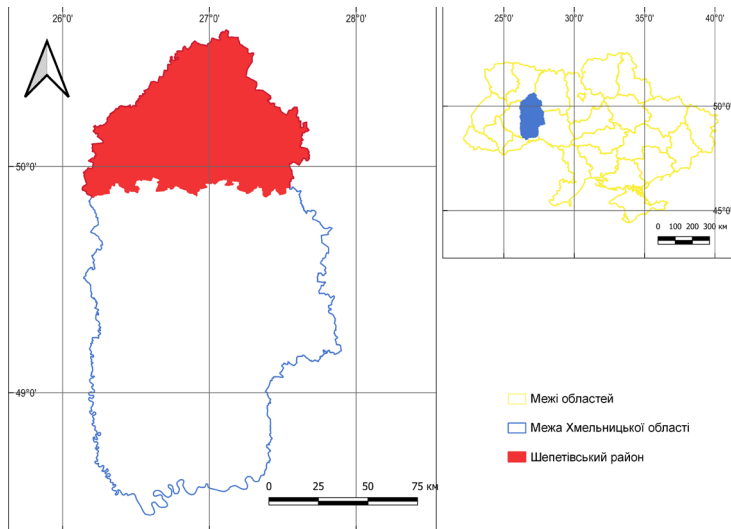 26°0'
27°0'
28°0'
50°0'
49°0'
0 25 50 75 км
25°0'
30°0'
35°0'
40°0'
50°0'
45°0'
0 100 200 300 км
Межі областей
Межа Хмельницької області
Шепетівський район